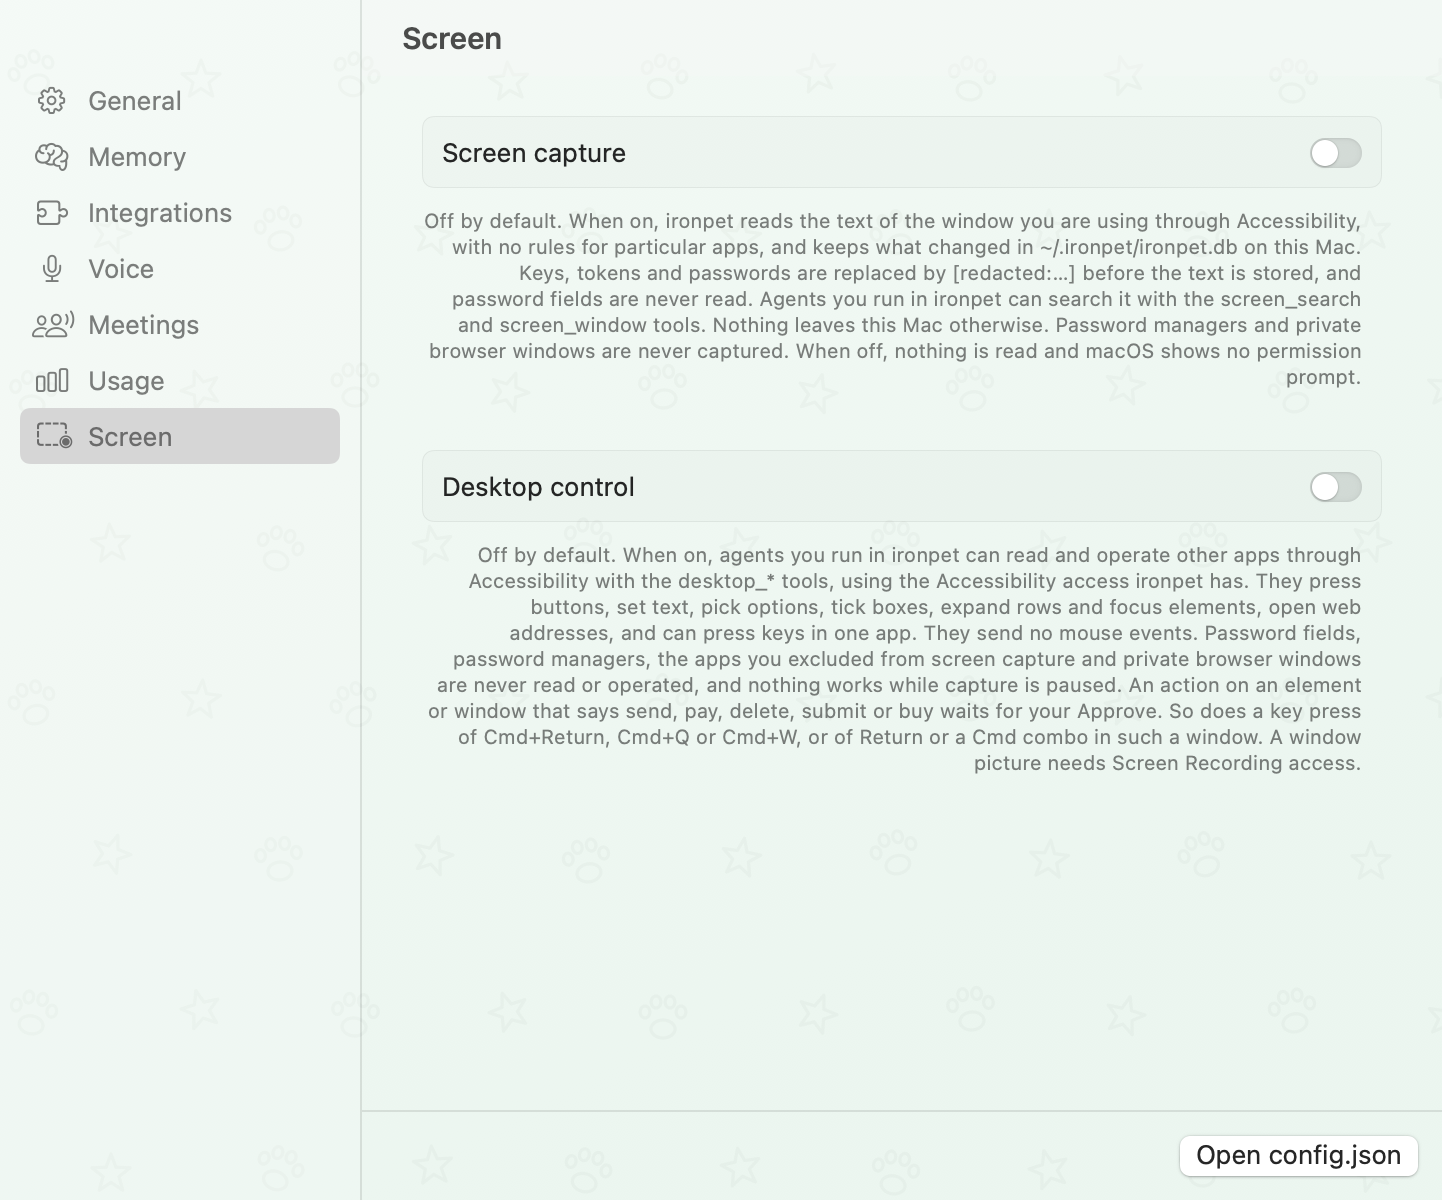 Screen
General
Memory
Integrations
Voice
Meetings
Usage
Screen
Screen capture
Off by default. When on, ironpet reads the text of the window you are using through Accessibility,
with no rules for particular apps, and keeps what changed in ~/.ironpet/ironpet.db on this Mac.
Keys, tokens and passwords are replaced by [redacted:…] before the text is stored, and
password fields are never read. Agents you run in ironpet can search it with the screen_search
and screen_window tools. Nothing leaves this Mac otherwise. Password managers and private
browser windows are never captured. When off, nothing is read and macOS shows no permission
prompt.
Desktop control
Off by default. When on, agents you run in ironpet can read and operate other apps through
Accessibility with the desktop_* tools, using the Accessibility access ironpet has. They press
buttons, set text, pick options, tick boxes, expand rows and focus elements, open web
addresses, and can press keys in one app. They send no mouse events. Password fields,
password managers, the apps you excluded from screen capture and private browser windows
are never read or operated, and nothing works while capture is paused. An action on an element
or window that says send, pay, delete, submit or buy waits for your Approve. So does a key press
of Cmd+Return, Cmd+Q or Cmd+W, or of Return or a Cmd combo in such a window. A window
picture needs Screen Recording access.
Open config.json